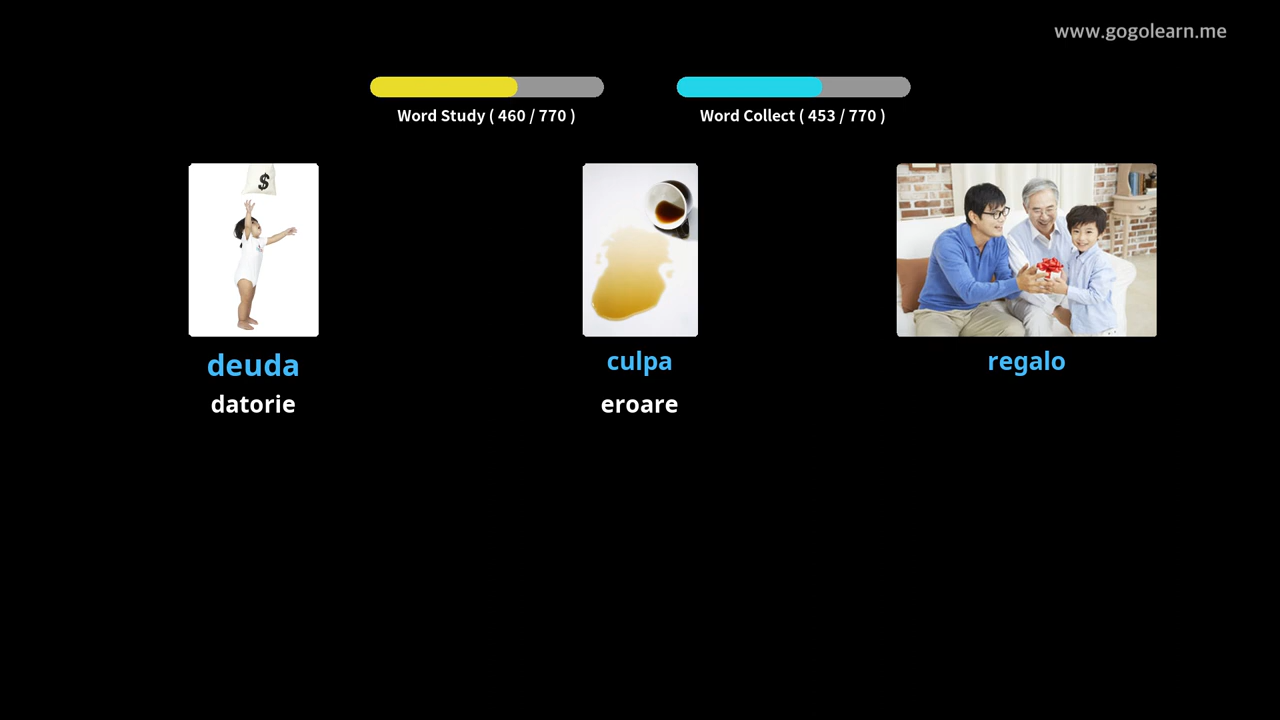 www.gogolearn.me
Word Study ( 460 / 770 )
Word Collect ( 453 / 770 )
$
deuda
culpa
regalo
datorie
eroare